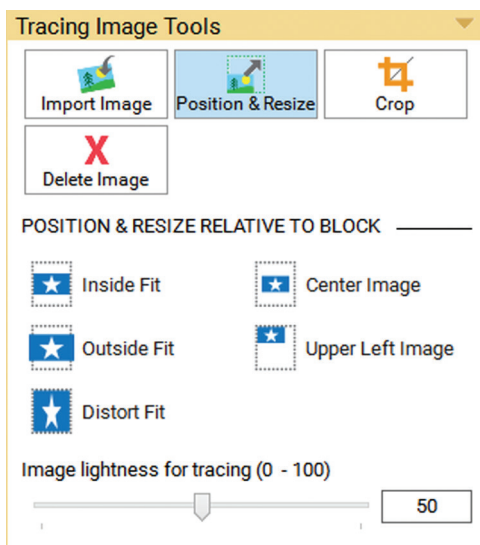 Tracing Image Tools
Import Image
Position & Resize
Crop
X
Delete Image
POSITION & RESIZE RELATIVE TO BLOCK
Inside Fit
Center Image
Outside Fit
Upper Left Image
Distort Fit
Image lightness for tracing (0 - 100)
50